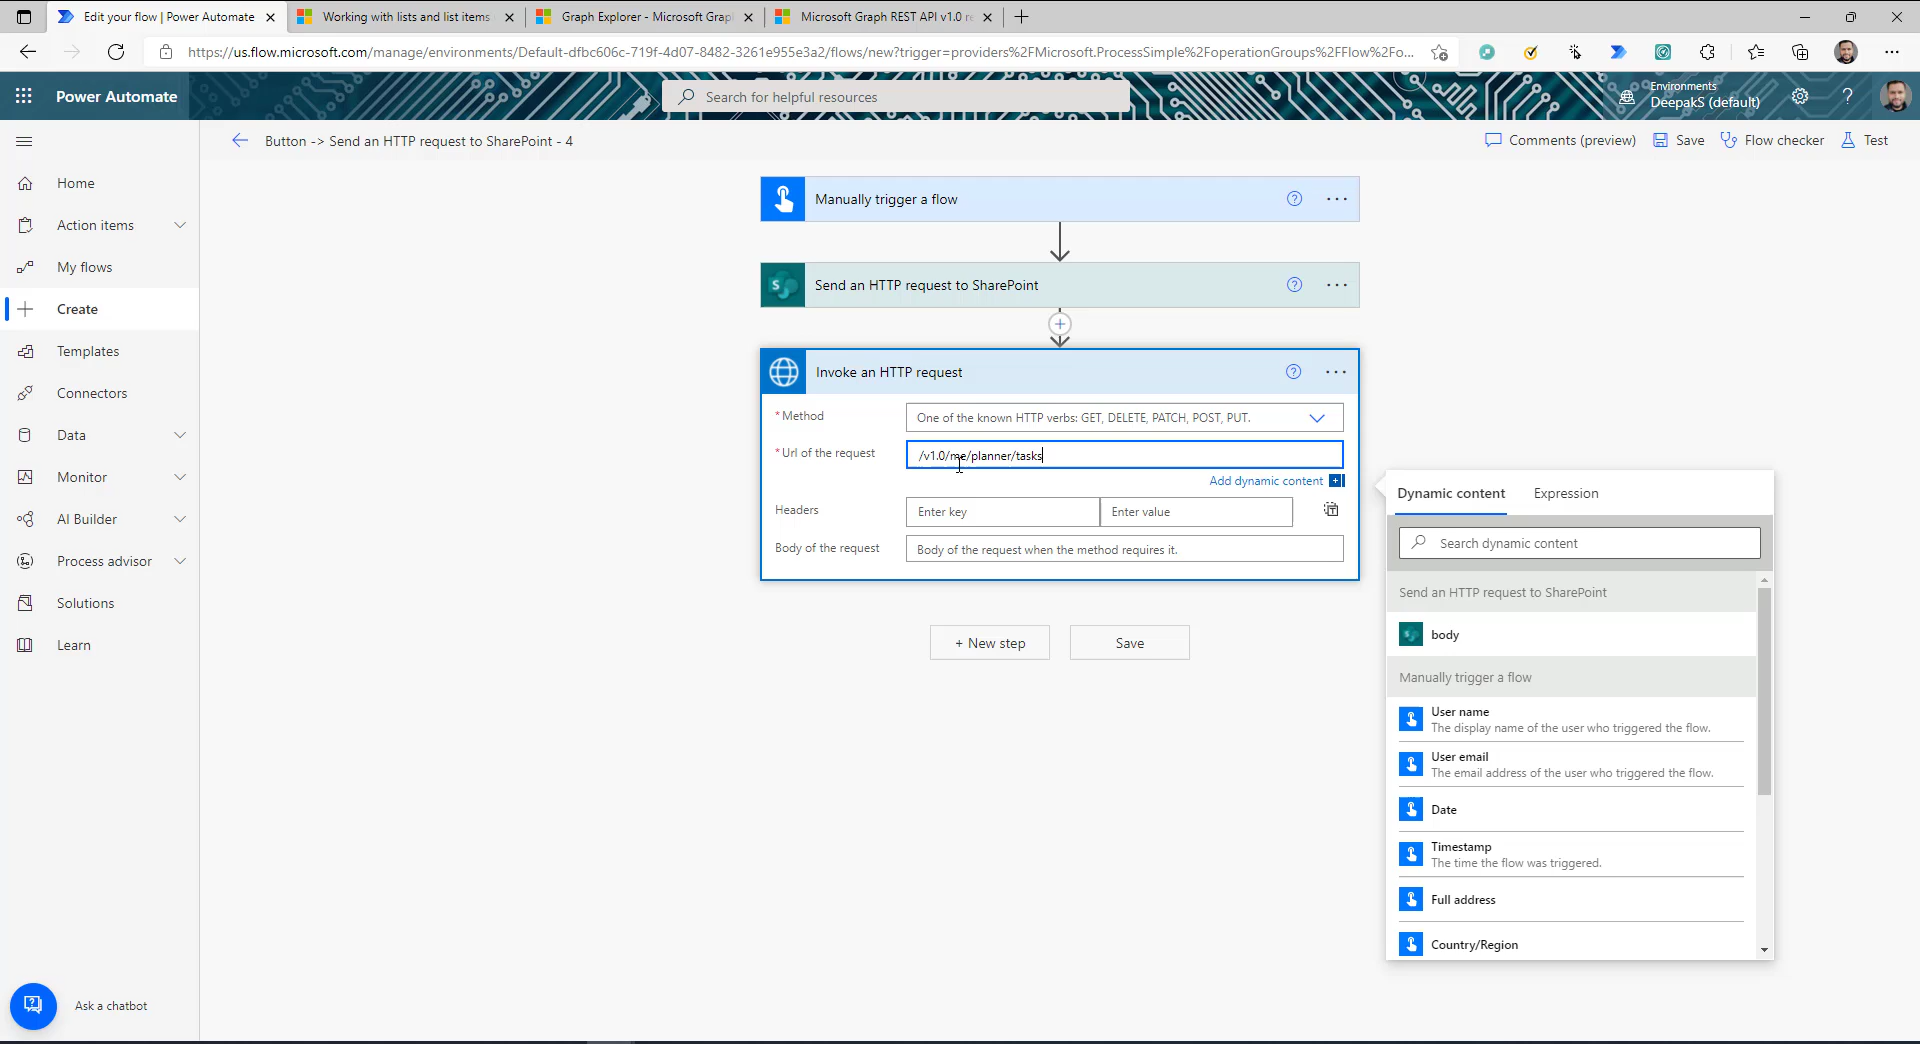 Edit your flow | Power Automate
Working with lists and list items
Graph Explorer - Microsoft Grap
Microsoft Graph REST API v1.0 re
https://us.flow.microsoft.com/manage/environments/Default-dfbc606c-719f-4d07-8482-3261e955e3a2/flows/new?trigger=providers%2FMicrosoft.ProcessSimple%2FoperationGroups%2FFlow%2Fo...
Power Automate
Search for helpful resources
Environments
DeepakS (default)
Button -> Send an HTTP request to SharePoint - 4
Comments (preview)
Save
Flow checker
Test
Home
Action items
My flows
Create
Templates
Connectors
Data
Monitor
AI Builder
Process advisor
Solutions
Learn
Ask a chatbot
Manually trigger a flow
Send an HTTP request to SharePoint
Invoke an HTTP request
* Method
One of the known HTTP verbs: GET, DELETE, PATCH, POST, PUT.
* Url of the request
/v1.0/me/planner/tasks
Add dynamic content
Headers
Enter key
Enter value
Body of the request
Body of the request when the method requires it.
+ New step
Save
Dynamic content
Expression
Search dynamic content
Send an HTTP request to SharePoint
body
Manually trigger a flow
User name
The display name of the user who triggered the flow.
User email
The email address of the user who triggered the flow.
Date
Timestamp
The time the flow was triggered.
Full address
Country/Region